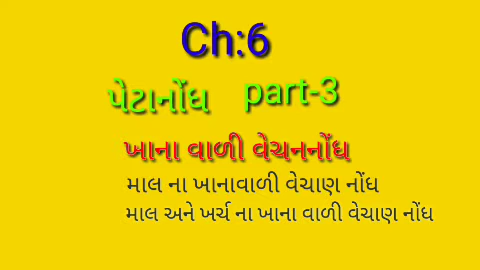 Ch:6
પેટાનોંધ part-3
ખાના વાળી વેચનનોંધ
માલ ના ખાનાવાળી વેચાણ નોંધ
માલ અને ખર્ચ ના ખાના વાળી વેચાણ નોંધ